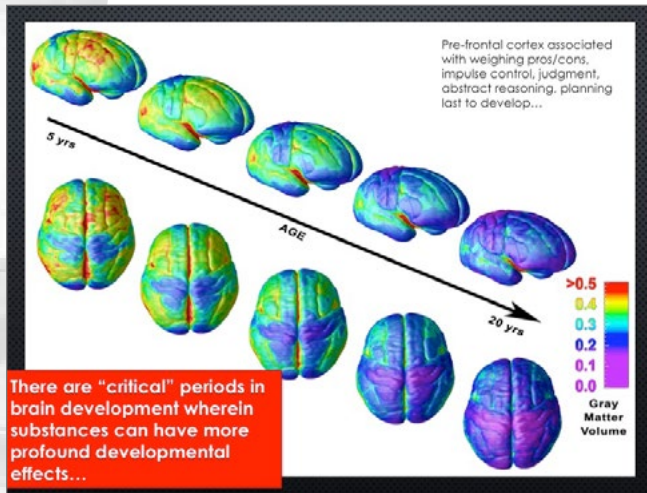 Pre-frontal cortex associated
with weighing pros/cons,
impulse control, judgment,
abstract reasoning, planning
last to develop…
5 yrs
AGE
20 yrs
>0.5
0.4
0.3
0.2
0.1
0.0
Gray
Matter
Volume
There are “critical” periods in
brain development wherein
substances can have more
profound developmental
effects…